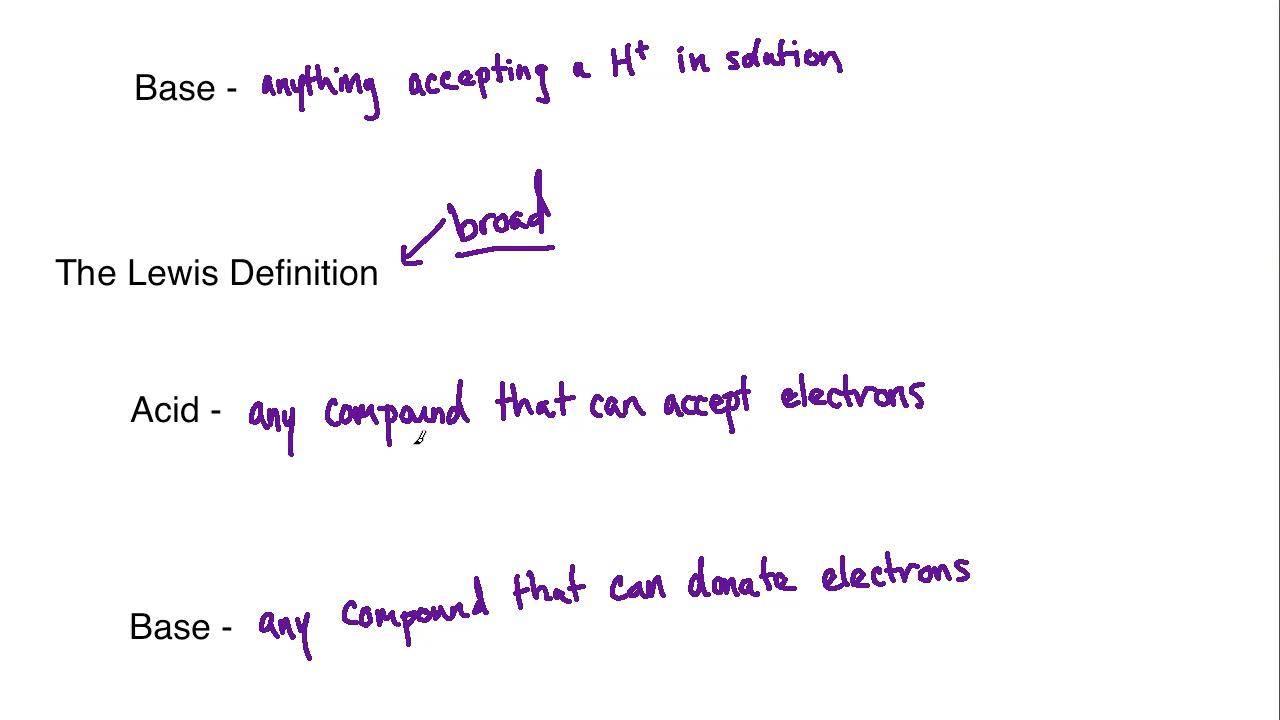 Base - anything accepting a H⁺ in solution
broad
The Lewis Definition
Acid - any compound that can accept electrons
Base - any compound that can donate electrons